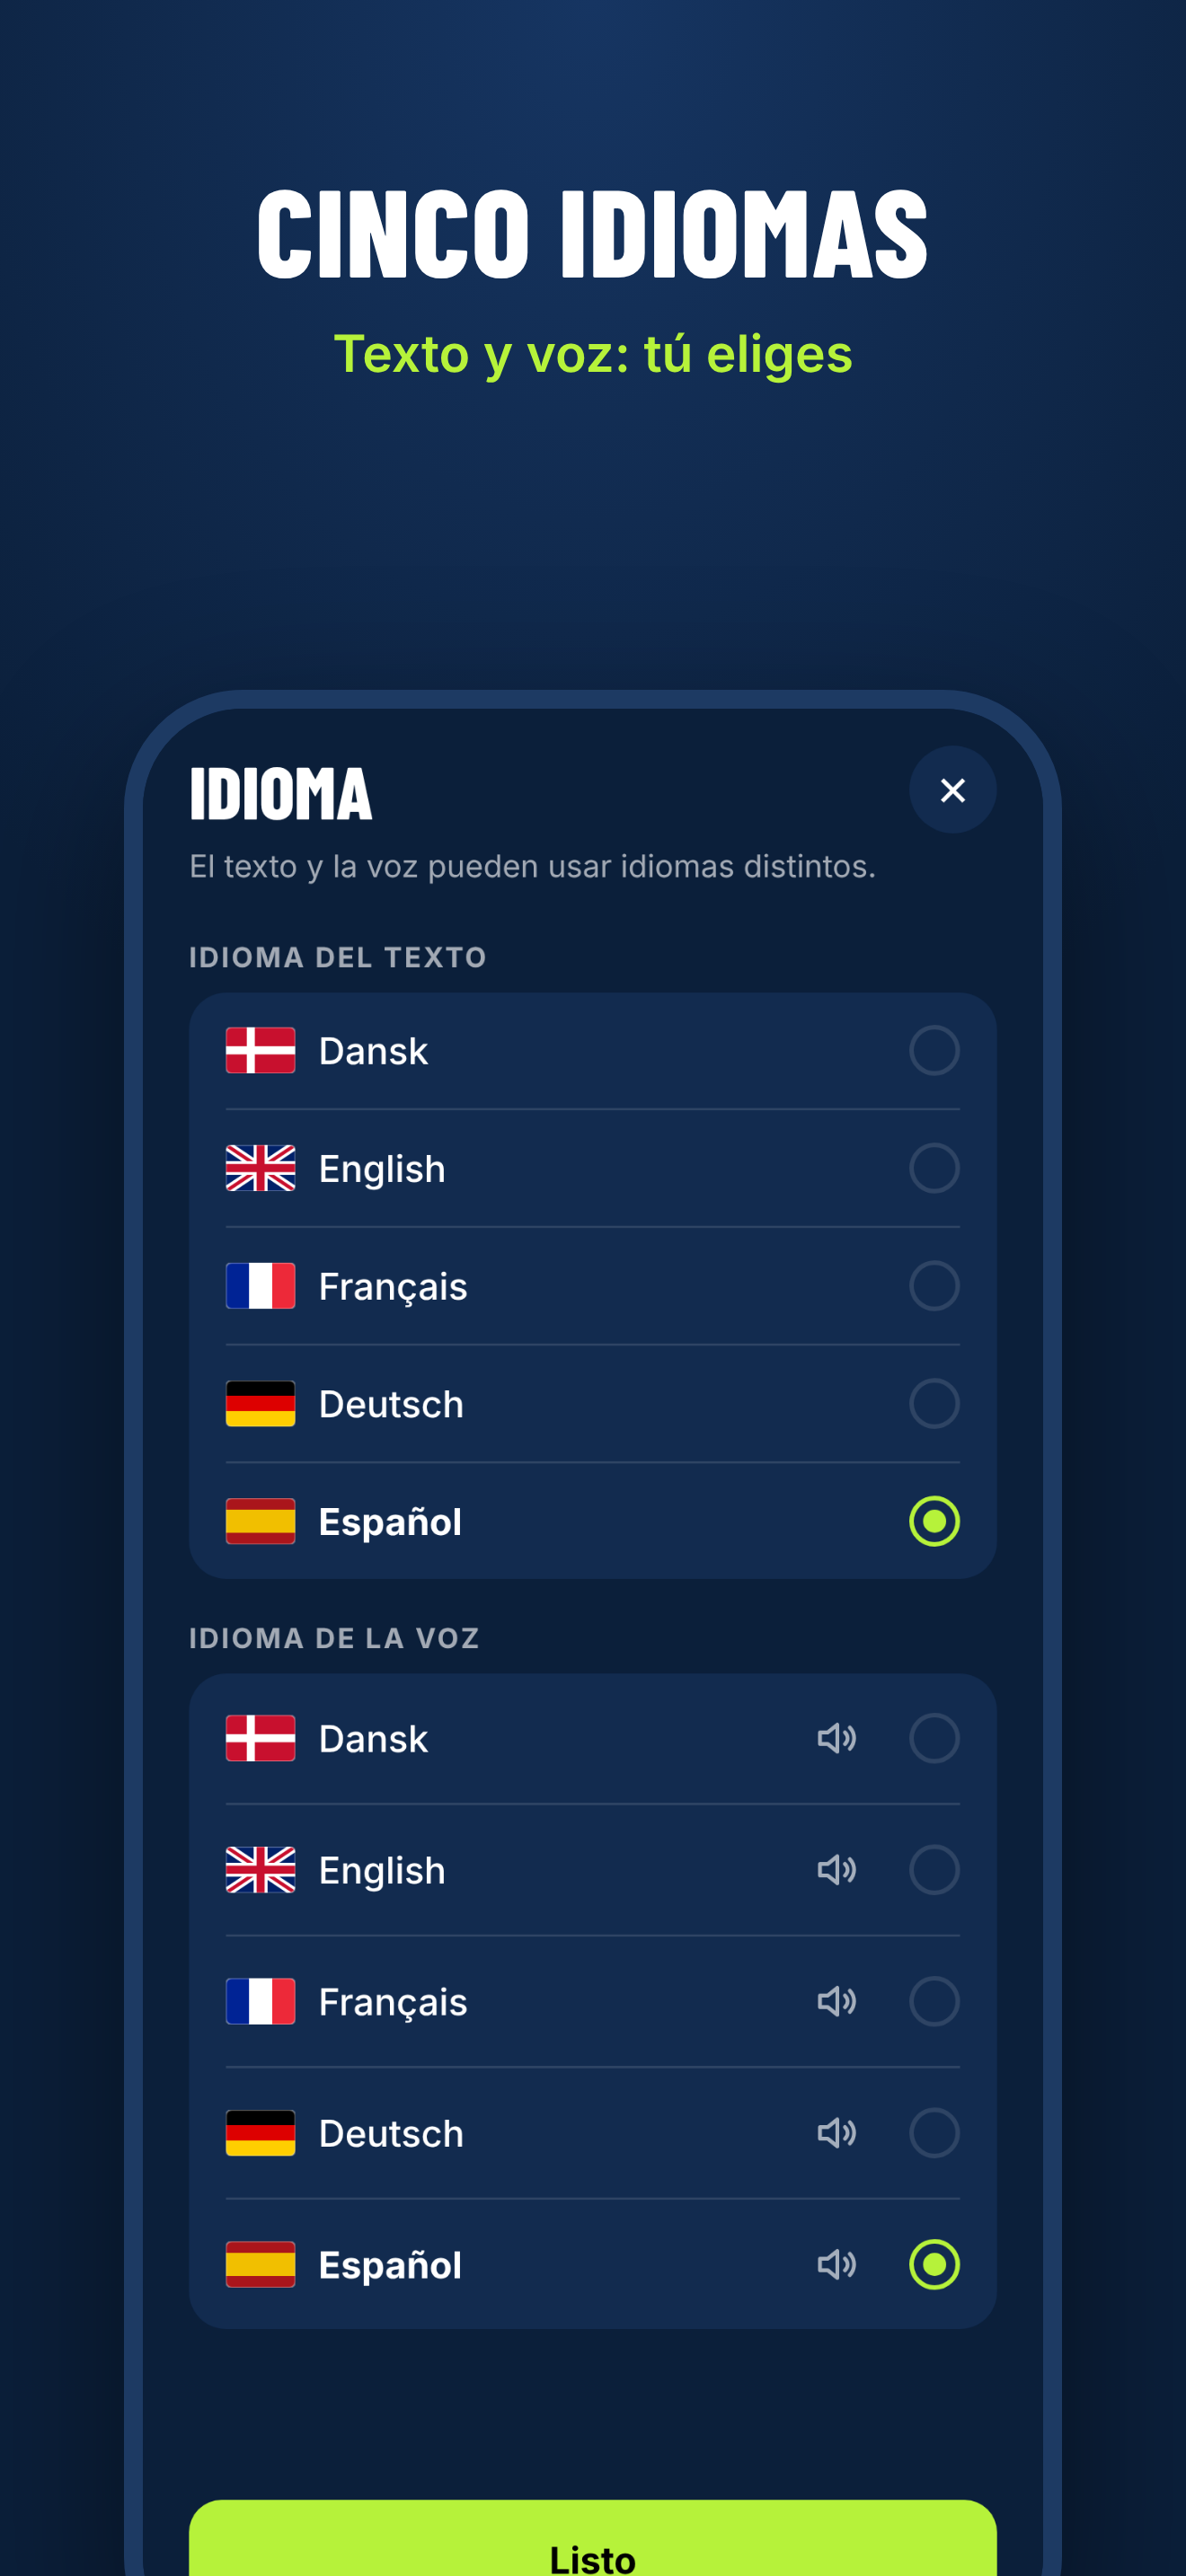 CINCO IDIOMAS
Texto y voz: tú eliges
IDIOMA
El texto y la voz pueden usar idiomas distintos.
IDIOMA DEL TEXTO
Dansk
English
Français
Deutsch
Español
IDIOMA DE LA VOZ
Dansk
English
Français
Deutsch
Español
Listo